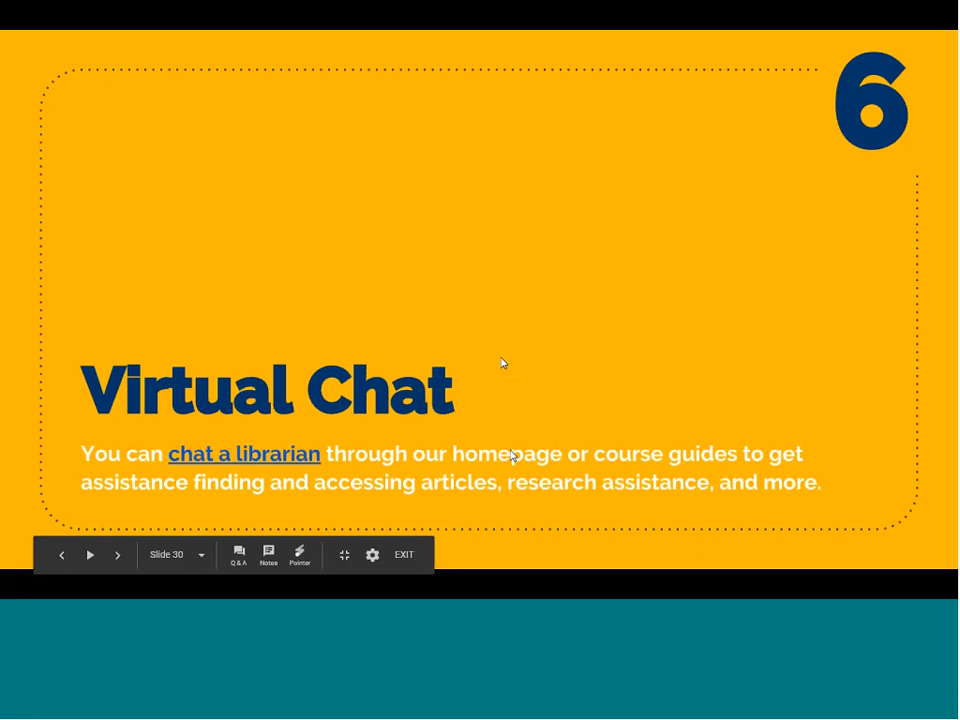 6
Virtual Chat
You can chat a librarian through our homepage or course guides to get
assistance finding and accessing articles, research assistance, and more.
Slide 30
Q & A
Notes
Pointer
EXIT